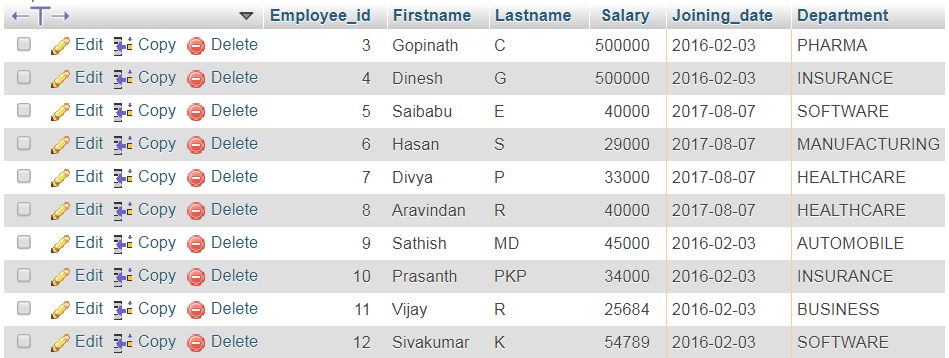 Employee_id Firstname Lastname Salary Joining_date Department
Edit Copy Delete 3 Gopinath C 500000 2016-02-03 PHARMA
Edit Copy Delete 4 Dinesh G 500000 2016-02-03 INSURANCE
Edit Copy Delete 5 Saibabu E 40000 2017-08-07 SOFTWARE
Edit Copy Delete 6 Hasan S 29000 2017-08-07 MANUFACTURING
Edit Copy Delete 7 Divya P 33000 2017-08-07 HEALTHCARE
Edit Copy Delete 8 Aravindan R 40000 2017-08-07 HEALTHCARE
Edit Copy Delete 9 Sathish MD 45000 2016-02-03 AUTOMOBILE
Edit Copy Delete 10 Prasanth PKP 34000 2016-02-03 INSURANCE
Edit Copy Delete 11 Vijay R 25684 2016-02-03 BUSINESS
Edit Copy Delete 12 Sivakumar K 54789 2016-02-03 SOFTWARE